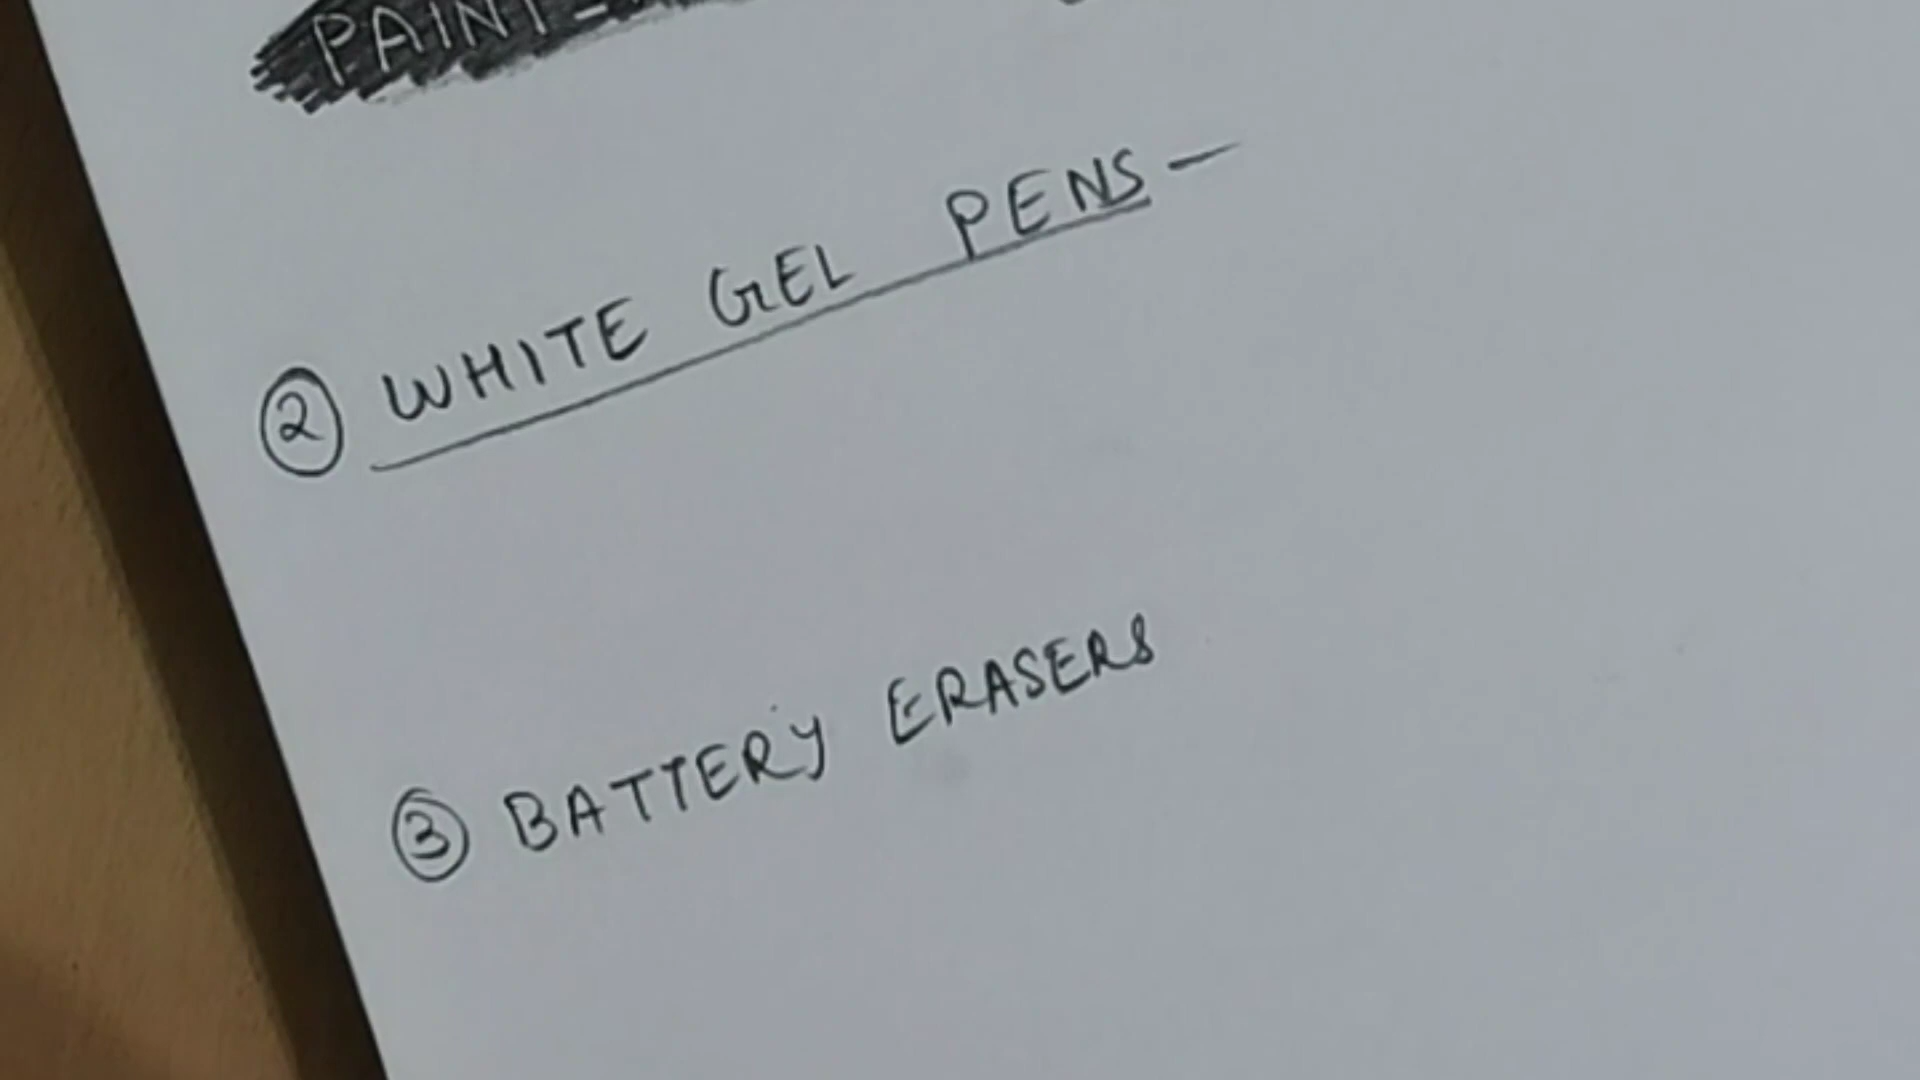 PAINT-
② WHITE GEL PENS —
③ BATTERY ERASERS